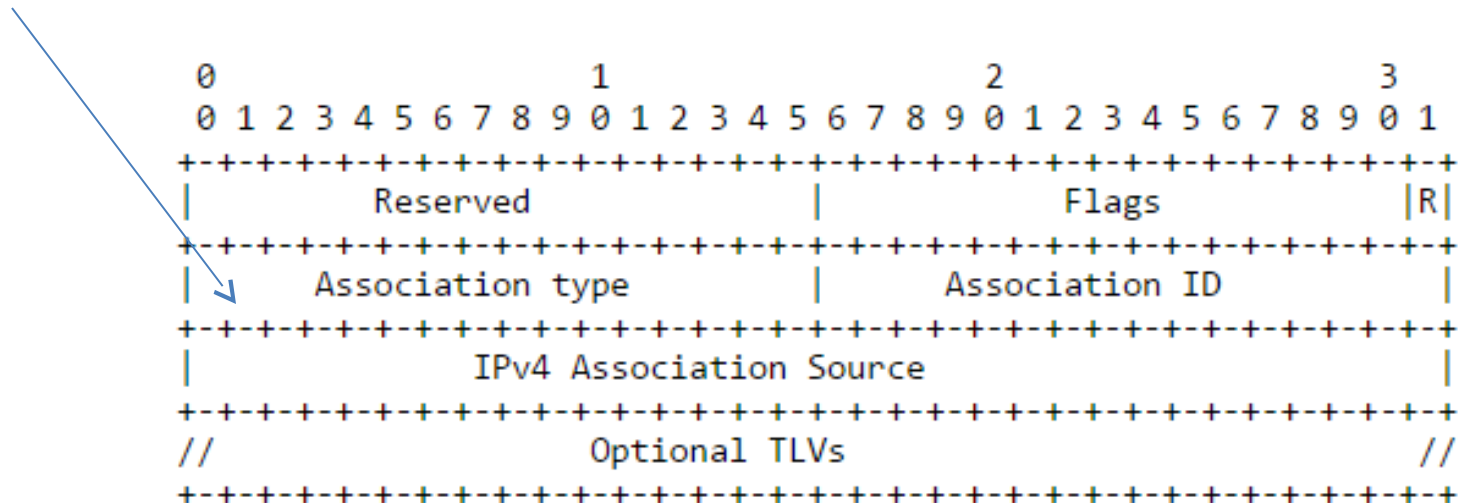 0                   1                   2                   3
0 1 2 3 4 5 6 7 8 9 0 1 2 3 4 5 6 7 8 9 0 1 2 3 4 5 6 7 8 9 0 1
+-+-+-+-+-+-+-+-+-+-+-+-+-+-+-+-+-+-+-+-+-+-+-+-+-+-+-+-+-+-+-+-+
|         Reserved              |            Flags            |R|
+-+-+-+-+-+-+-+-+-+-+-+-+-+-+-+-+-+-+-+-+-+-+-+-+-+-+-+-+-+-+-+-+
|      Association type         |      Association ID           |
+-+-+-+-+-+-+-+-+-+-+-+-+-+-+-+-+-+-+-+-+-+-+-+-+-+-+-+-+-+-+-+-+
|              IPv4 Association Source                          |
+-+-+-+-+-+-+-+-+-+-+-+-+-+-+-+-+-+-+-+-+-+-+-+-+-+-+-+-+-+-+-+-+
//                   Optional TLVs                             //
+-+-+-+-+-+-+-+-+-+-+-+-+-+-+-+-+-+-+-+-+-+-+-+-+-+-+-+-+-+-+-+-+